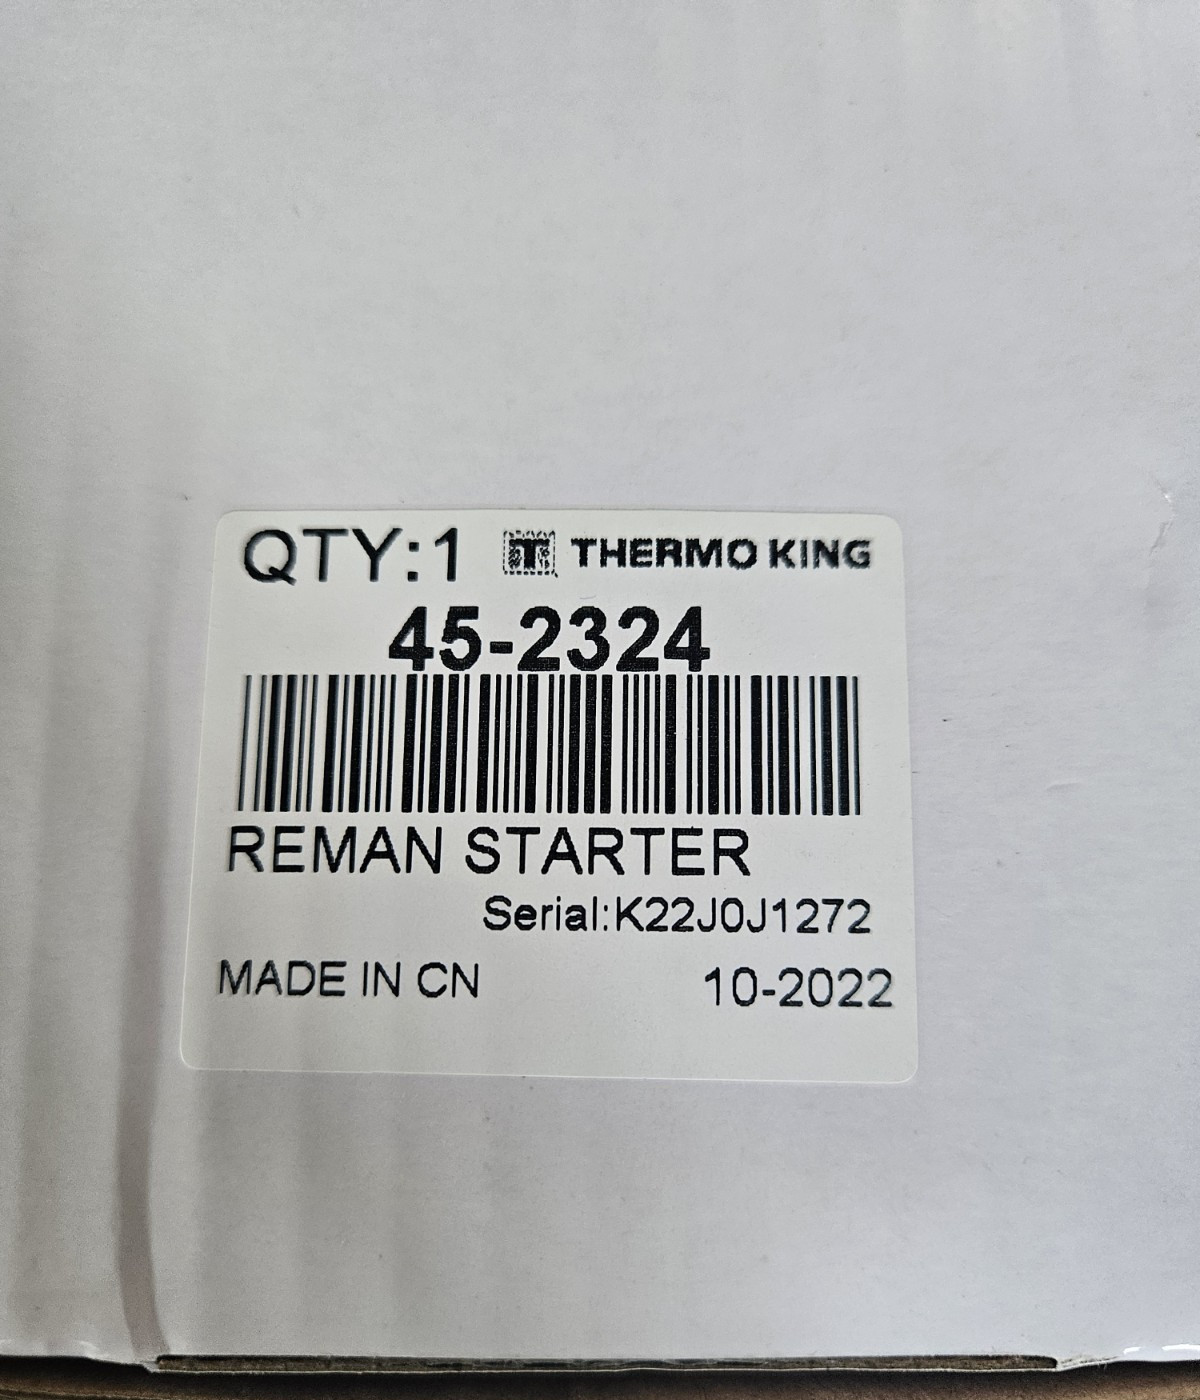 QTY:1 THERMO KING
45-2324
REMAN STARTER
Serial:K22J0J1272
MADE IN CN 10-2022